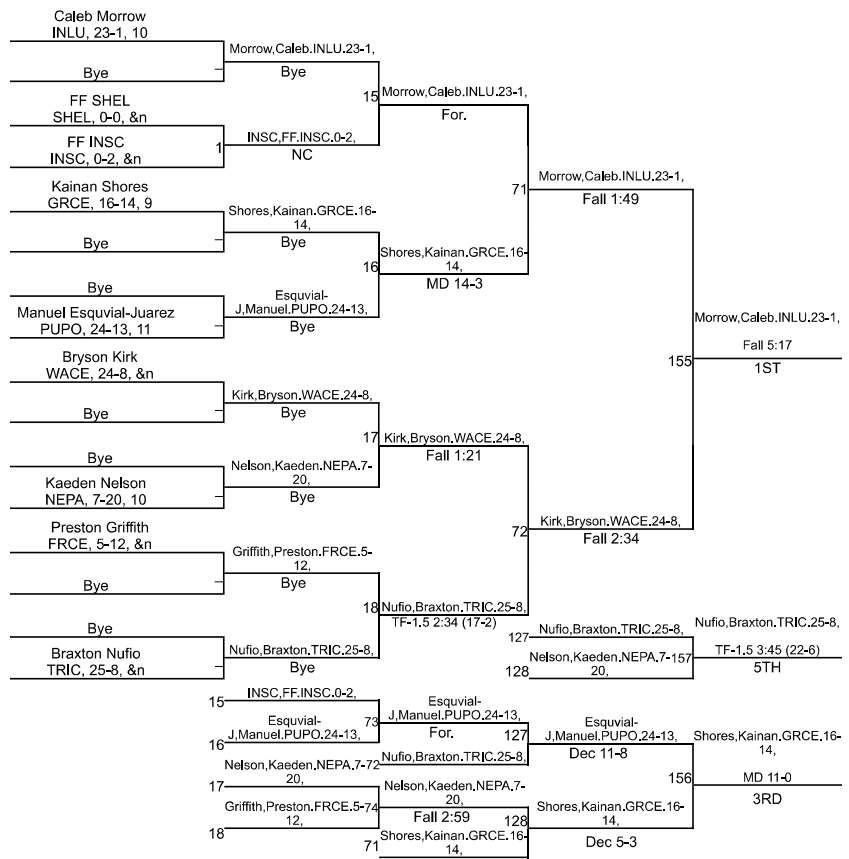 Caleb Morrow
INLU, 23-1, 10
Bye
FF SHEL
SHEL, 0-0, &n
FF INSC
INSC, 0-2, &n
Kainan Shores
GRCE, 16-14, 9
Bye
Bye
Manuel Esquvial-Juarez
PUPO, 24-13, 11
Bryson Kirk
WACE, 24-8, &n
Bye
Bye
Kaeden Nelson
NEPA, 7-20, 10
Preston Griffith
FRCE, 5-12, &n
Bye
Bye
Braxton Nufio
TRIC, 25-8, &n
Morrow,Caleb.INLU.23-1,
Bye
1
INSC,FF.INSC.0-2,
NC
Shores,Kainan.GRCE.16-
14,
Bye
Esquvial-
J,Manuel.PUPO.24-13,
Bye
Kirk,Bryson.WACE.24-8,
Bye
Nelson,Kaeden.NEPA.7-
20,
Bye
Griffith,Preston.FRCE.5-
12,
Bye
Nufio,Braxton.TRIC.25-8,
Bye
15
Morrow,Caleb.INLU.23-1,
For.
16
Shores,Kainan.GRCE.16-
14,
MD 14-3
17
Kirk,Bryson.WACE.24-8,
Fall 1:21
18
Nufio,Braxton.TRIC.25-8,
TF-1.5 2:34 (17-2)
71
Morrow,Caleb.INLU.23-1,
Fall 1:49
72
Kirk,Bryson.WACE.24-8,
Fall 2:34
155
Morrow,Caleb.INLU.23-1,
Fall 5:17
1ST
127
Nufio,Braxton.TRIC.25-8,
128
Nelson,Kaeden.NEPA.7-
20,
157
Nufio,Braxton.TRIC.25-8,
TF-1.5 3:45 (22-6)
5TH
15
INSC,FF.INSC.0-2,
16
Esquvial-
J,Manuel.PUPO.24-13,
17
Nelson,Kaeden.NEPA.7-
20,
18
Griffith,Preston.FRCE.5-
12,
73
Esquvial-
J,Manuel.PUPO.24-13,
For.
72
Nufio,Braxton.TRIC.25-8,
74
Nelson,Kaeden.NEPA.7-
20,
Fall 2:59
71
Shores,Kainan.GRCE.16-
14,
127
Esquvial-
J,Manuel.PUPO.24-13,
Dec 11-8
128
Shores,Kainan.GRCE.16-
14,
Dec 5-3
156
Shores,Kainan.GRCE.16-
14,
MD 11-0
3RD